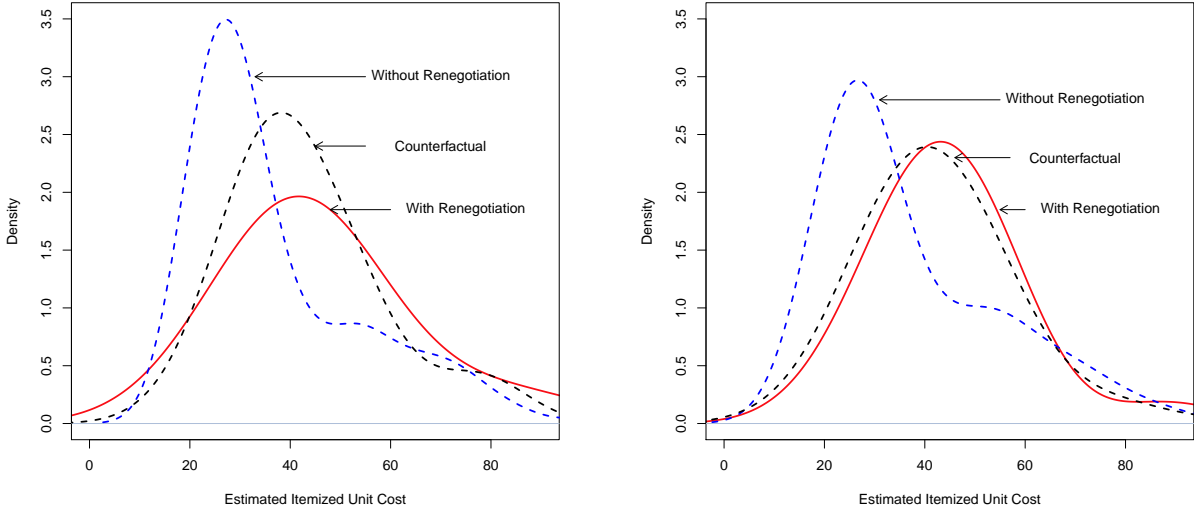 3.5
3.0
2.5
2.0
1.5
1.0
0.5
0.0
Density
Without Renegotiation
Counterfactual
With Renegotiation
0 20 40 60 80
Estimated Itemized Unit Cost
3.5
3.0
2.5
2.0
1.5
1.0
0.5
0.0
Density
Without Renegotiation
Counterfactual
With Renegotiation
0 20 40 60 80
Estimated Itemized Unit Cost